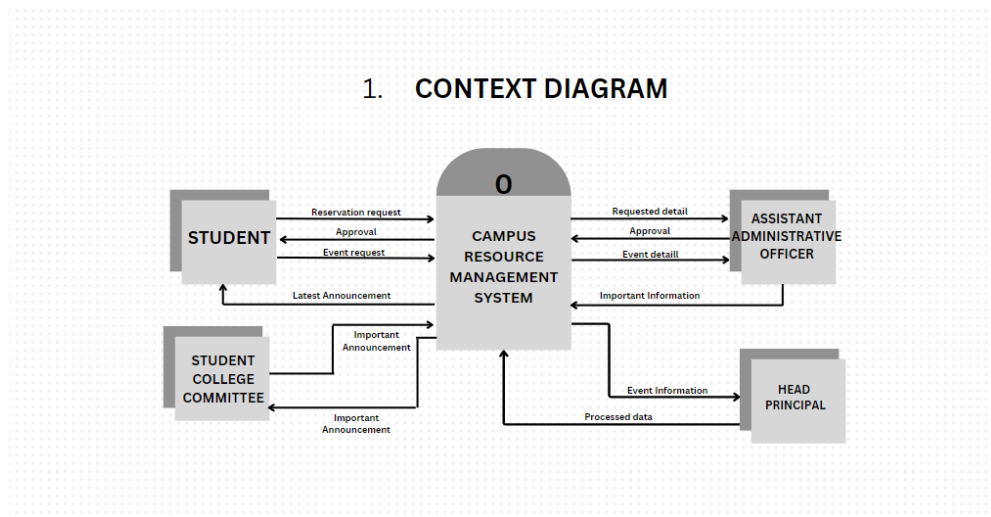 1. CONTEXT DIAGRAM
0
CAMPUS
RESOURCE
MANAGEMENT
SYSTEM
STUDENT
Reservation request
Approval
Event request
Latest Announcement
STUDENT
COLLEGE
COMMITTEE
Important
Announcement
Important
Announcement
ASSISTANT
ADMINISTRATIVE
OFFICER
Requested detail
Approval
Event detaill
Important Information
HEAD
PRINCIPAL
Event Information
Processed data